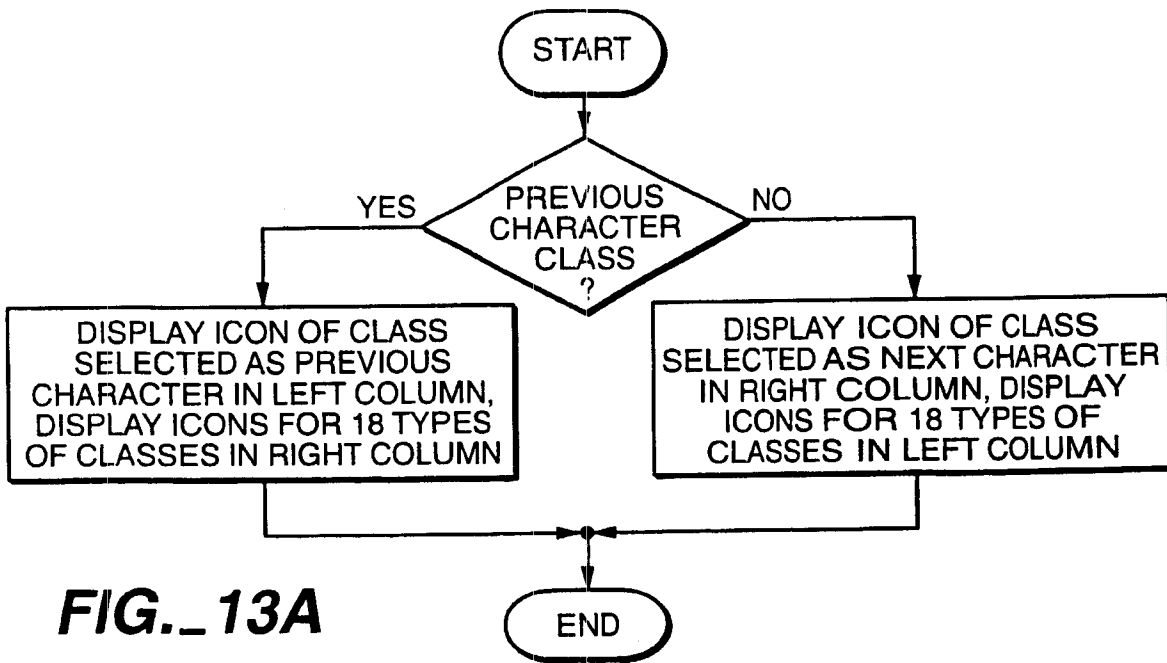 START
PREVIOUS
CHARACTER
CLASS
?
YES
NO
DISPLAY ICON OF CLASS
SELECTED AS PREVIOUS
CHARACTER IN LEFT COLUMN,
DISPLAY ICONS FOR 18 TYPES
OF CLASSES IN RIGHT COLUMN
DISPLAY ICON OF CLASS
SELECTED AS NEXT CHARACTER
IN RIGHT COLUMN, DISPLAY
ICONS FOR 18 TYPES OF
CLASSES IN LEFT COLUMN
END
FIG._13A